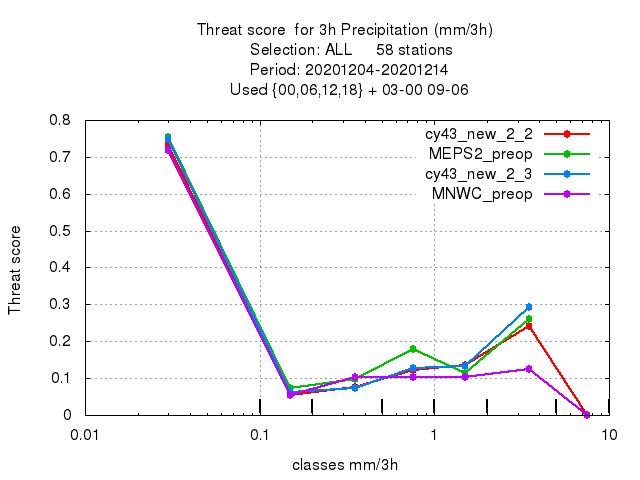 Threat score  for 3h Precipitation (mm/3h)
Selection: ALL     58 stations
Period: 20201204-20201214
Used {00,06,12,18} + 03-00 09-06
Threat score
0.8
0.7
0.6
0.5
0.4
0.3
0.2
0.1
0
cy43_new_2_2
MEPS2_preop
cy43_new_2_3
MNWC_preop
0.01 0.1 1 10
classes mm/3h